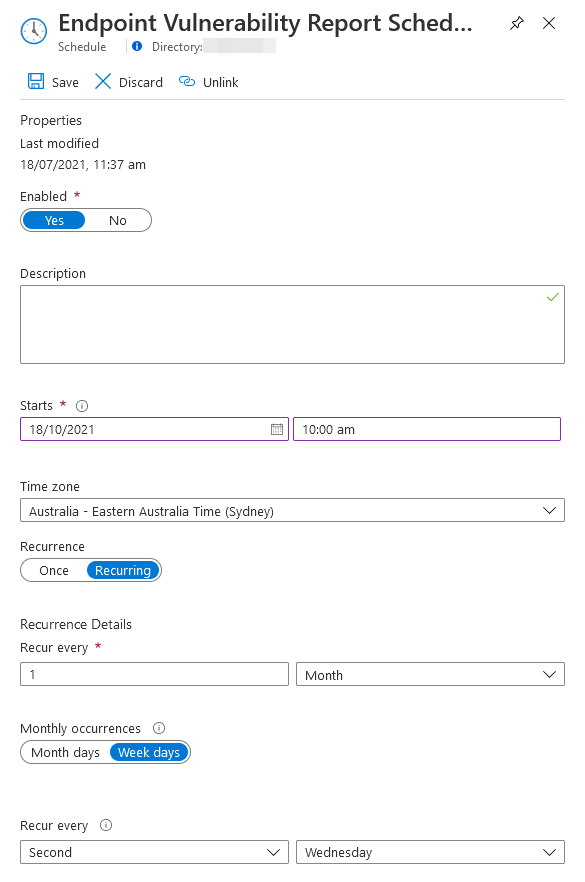 Endpoint Vulnerability Report Sched...
Schedule Directory:
Save Discard Unlink
Properties
Last modified
18/07/2021, 11:37 am
Enabled *
Yes No
Description
Starts *
18/10/2021 10:00 am
Time zone
Australia - Eastern Australia Time (Sydney)
Recurrence
Once Recurring
Recurrence Details
Recur every *
1 Month
Monthly occurrences
Month days Week days
Recur every
Second Wednesday